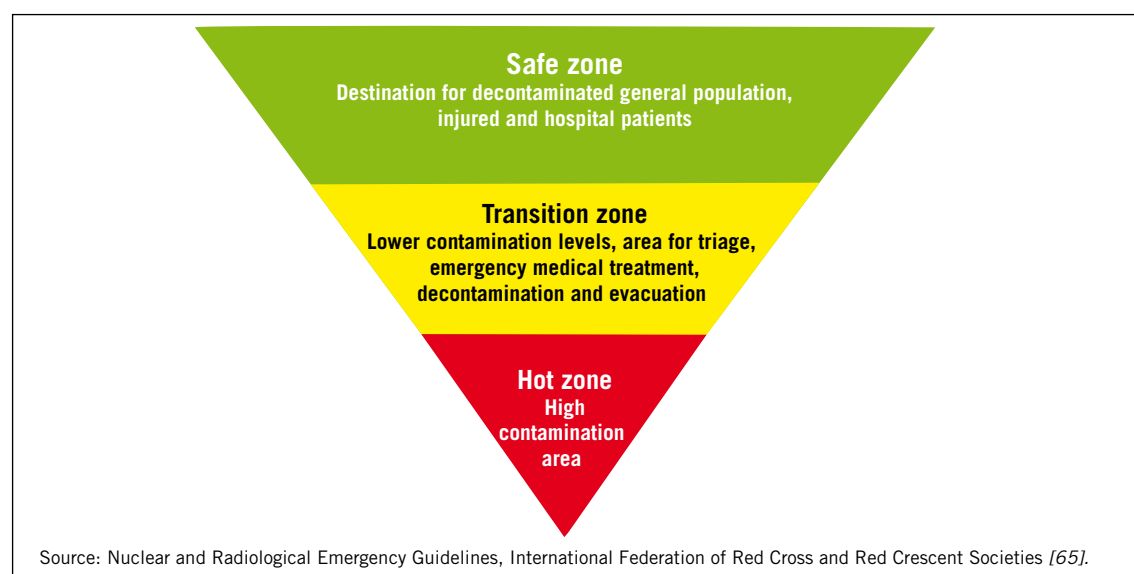 Safe zone
Destination for decontaminated general population,
injured and hospital patients
Transition zone
Lower contamination levels, area for triage,
emergency medical treatment,
decontamination and evacuation
Hot zone
High
contamination
area
Source: Nuclear and Radiological Emergency Guidelines, International Federation of Red Cross and Red Crescent Societies [65].